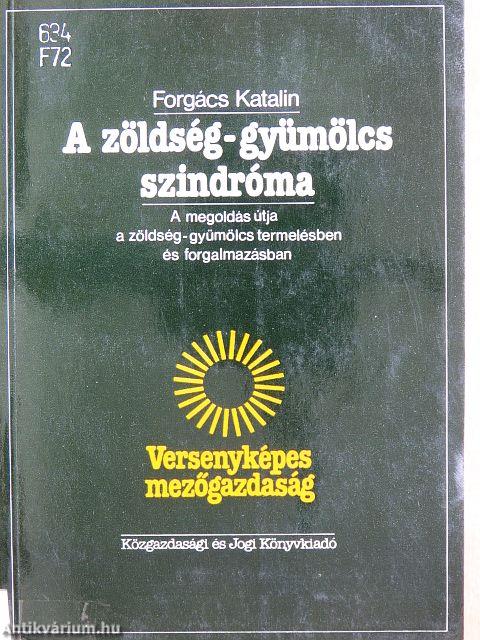 634
F72
Forgács Katalin
A zöldség-gyümölcs
szindróma
A megoldás útja
a zöldség-gyümölcs termelésben
és forgalmazásban
Versenyképes
mezőgazdaság
Közgazdasági és Jogi Könyvkiadó
Antikvárium.hu